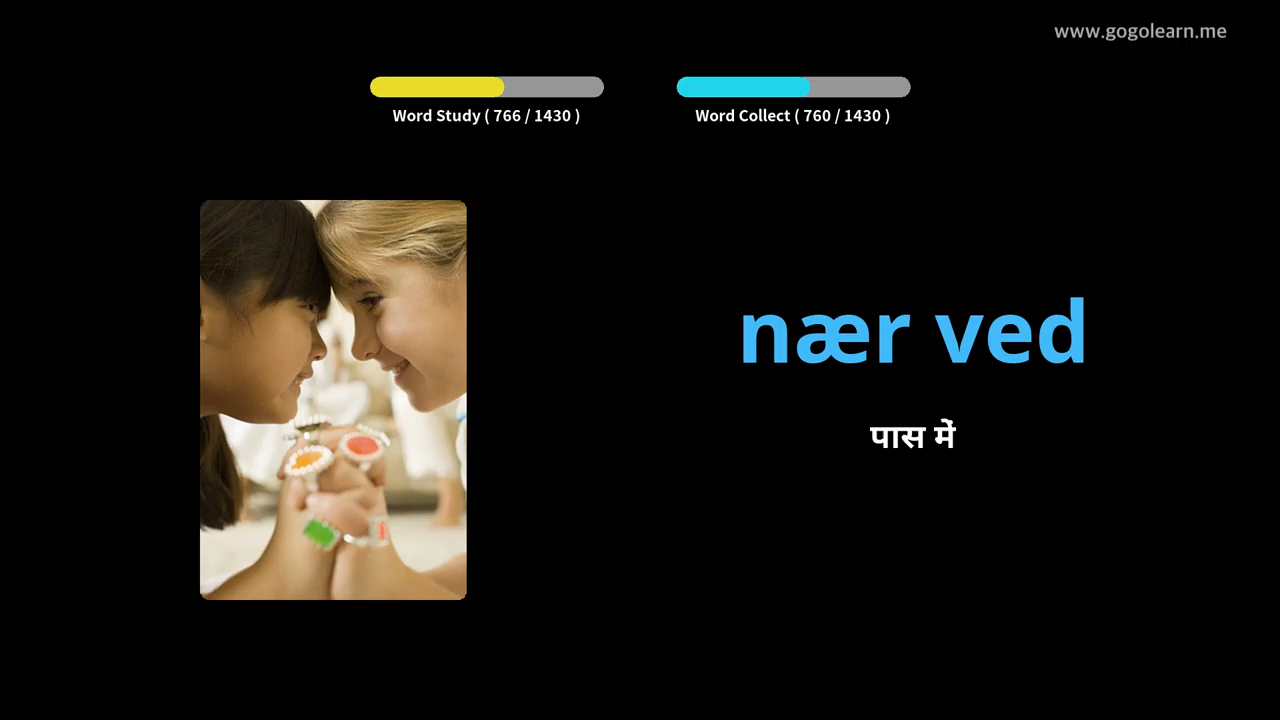 www.gogolearn.me
Word Study ( 766 / 1430 )
Word Collect ( 760 / 1430 )
nær ved
पास में